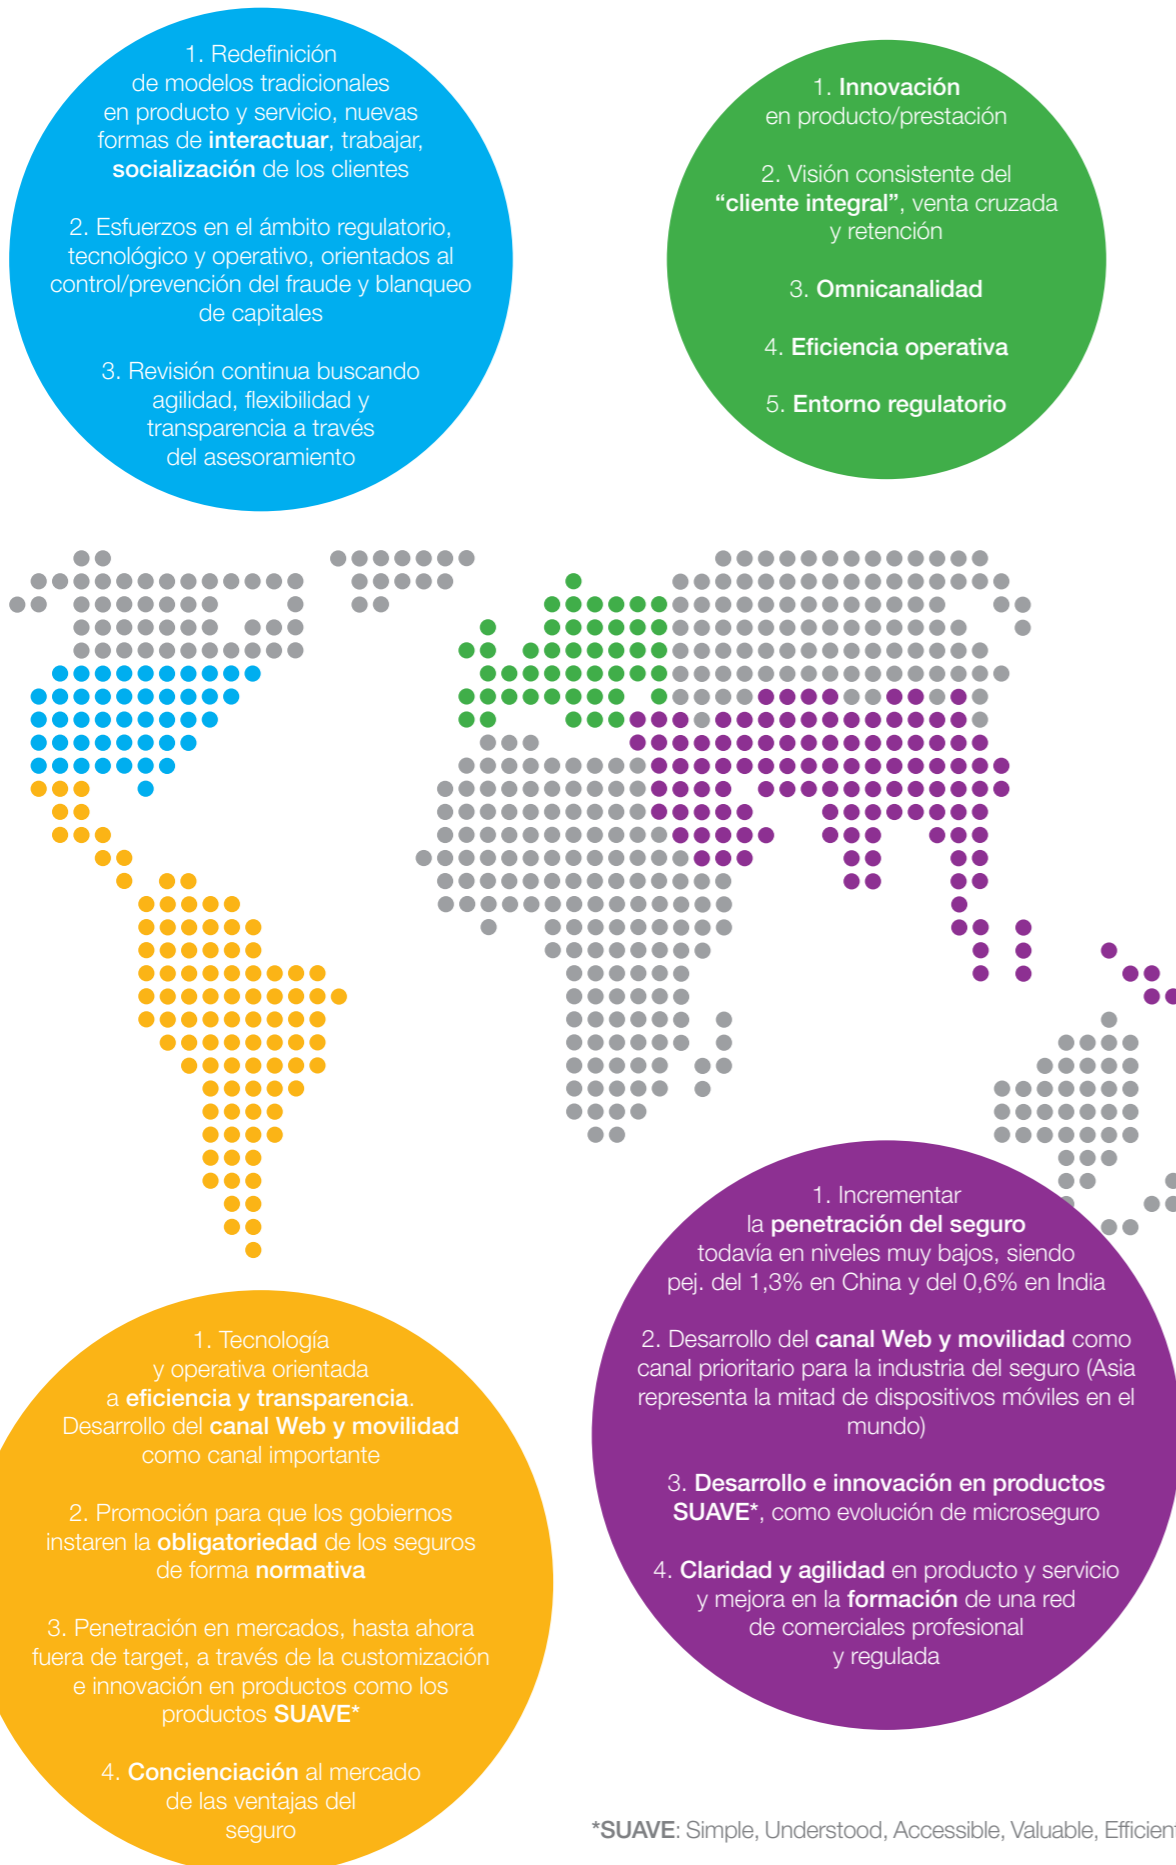 1. Redefinición
de modelos tradicionales
en producto y servicio, nuevas
formas de interactuar, trabajar,
socialización de los clientes
2. Esfuerzos en el ámbito regulatorio,
tecnológico y operativo, orientados al
control/prevención del fraude y blanqueo
de capitales
3. Revisión continua buscando
agilidad, flexibilidad y
transparencia a través
del asesoramiento
1. Innovación
en producto/prestación
2. Visión consistente del
“cliente integral”, venta cruzada
y retención
3. Omnicanalidad
4. Eficiencia operativa
5. Entorno regulatorio
1. Incrementar
la penetración del seguro
todavía en niveles muy bajos, siendo
pej. del 1,3% en China y del 0,6% en India
2. Desarrollo del canal Web y movilidad como
canal prioritario para la industria del seguro (Asia
representa la mitad de dispositivos móviles en el
mundo)
3. Desarrollo e innovación en productos
SUAVE*, como evolución de microseguro
4. Claridad y agilidad en producto y servicio
y mejora en la formación de una red
de comerciales profesional
y regulada
1. Tecnología
y operativa orientada
a eficiencia y transparencia.
Desarrollo del canal Web y movilidad
como canal importante
2. Promoción para que los gobiernos
instaren la obligatoriedad de los seguros
de forma normativa
3. Penetración en mercados, hasta ahora
fuera de target, a través de la customización
e innovación en productos como los
productos SUAVE*
4. Concienciación al mercado
de las ventajas del
seguro
*SUAVE: Simple, Understood, Accessible, Valuable, Efficient